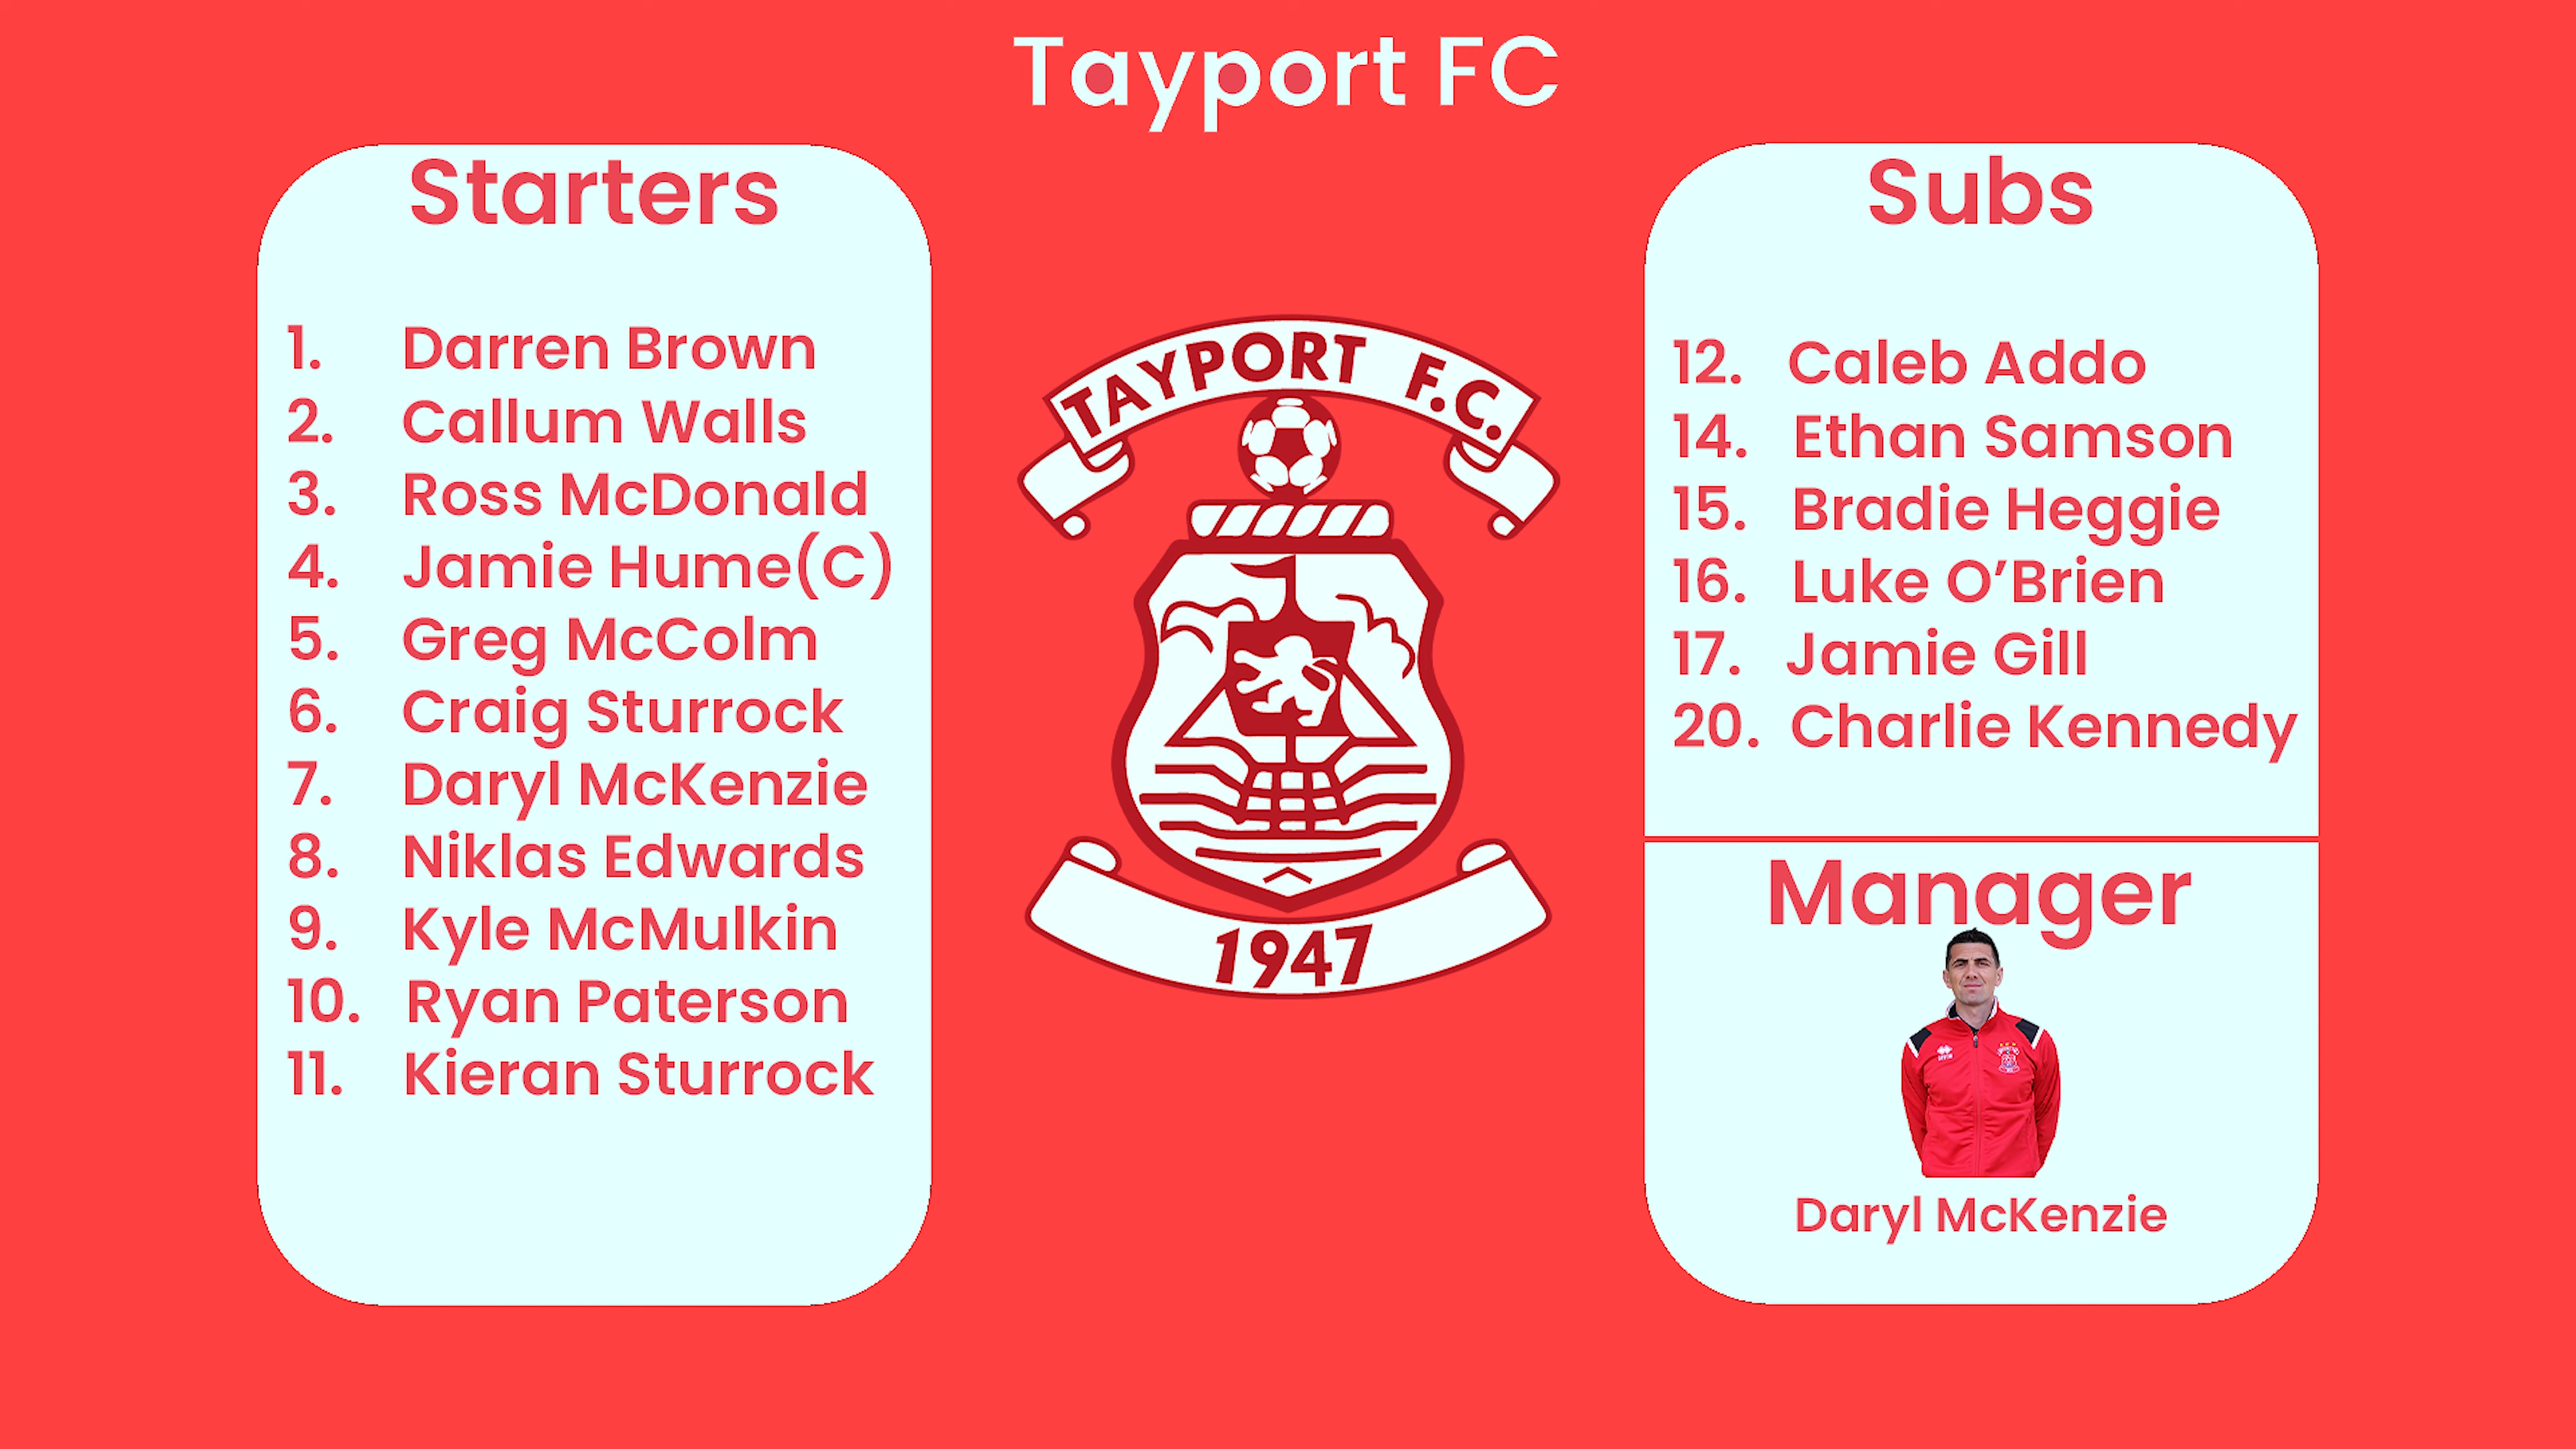 Tayport FC
Starters
1. Darren Brown
2. Callum Walls
3. Ross McDonald
4. Jamie Hume(C)
5. Greg McColm
6. Craig Sturrock
7. Daryl McKenzie
8. Niklas Edwards
9. Kyle McMulkin
10. Ryan Paterson
11. Kieran Sturrock
TAYPORT F.C.
1947
Subs
12. Caleb Addo
14. Ethan Samson
15. Bradie Heggie
16. Luke O’Brien
17. Jamie Gill
20. Charlie Kennedy
Manager
Daryl McKenzie